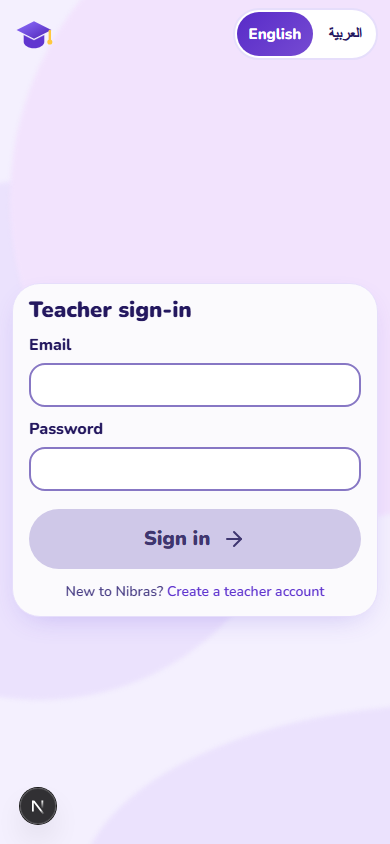 English
العربية
Teacher sign-in
Email
Password
Sign in →
New to Nibras? Create a teacher account
N